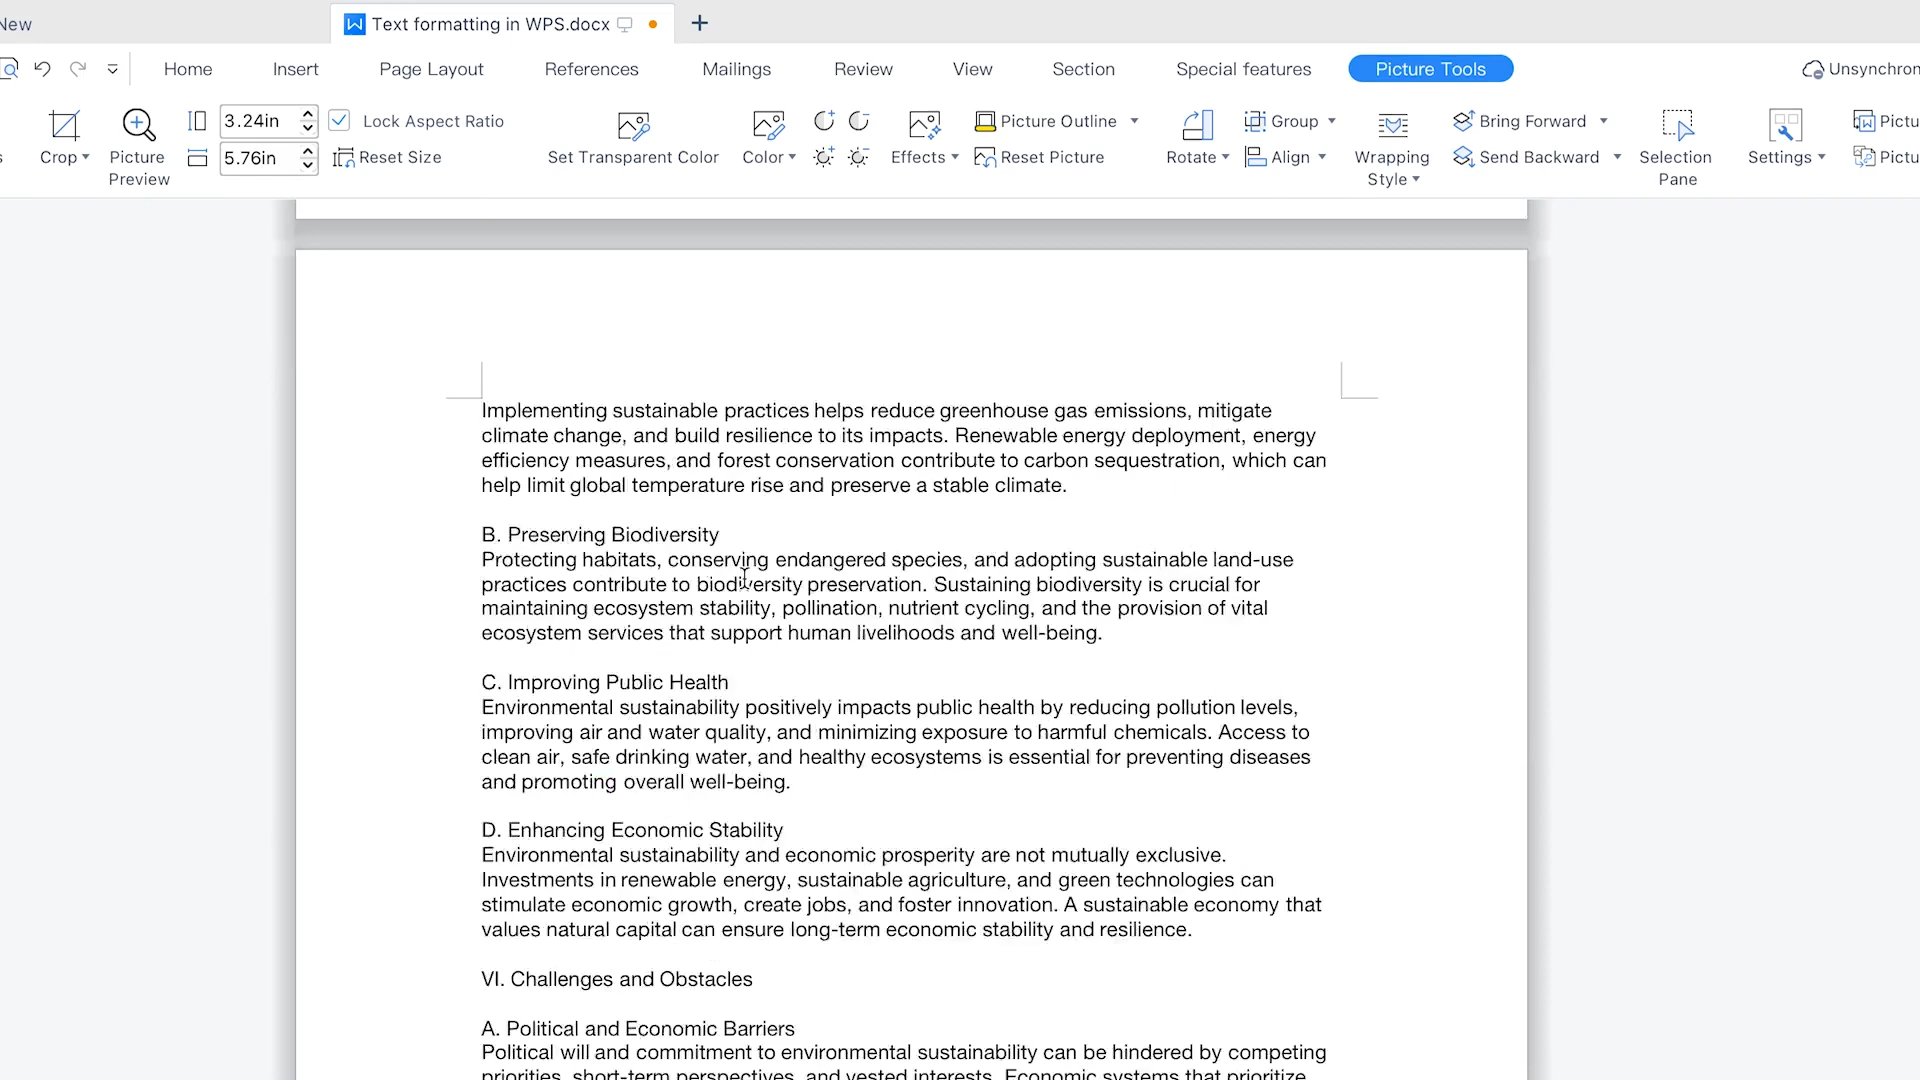 New
Text formatting in WPS.docx
Home Insert Page Layout References Mailings Review View Section Special features Picture Tools Unsynchron
3.24in Lock Aspect Ratio Picture Outline Group Bring Forward Pictu
Crop Picture Preview 5.76in Reset Size Set Transparent Color Color Effects Reset Picture Rotate Align Wrapping Style Send Backward Selection Pane Settings Pictu
Implementing sustainable practices helps reduce greenhouse gas emissions, mitigate
climate change, and build resilience to its impacts. Renewable energy deployment, energy
efficiency measures, and forest conservation contribute to carbon sequestration, which can
help limit global temperature rise and preserve a stable climate.
B. Preserving Biodiversity
Protecting habitats, conserving endangered species, and adopting sustainable land-use
practices contribute to biodiversity preservation. Sustaining biodiversity is crucial for
maintaining ecosystem stability, pollination, nutrient cycling, and the provision of vital
ecosystem services that support human livelihoods and well-being.
C. Improving Public Health
Environmental sustainability positively impacts public health by reducing pollution levels,
improving air and water quality, and minimizing exposure to harmful chemicals. Access to
clean air, safe drinking water, and healthy ecosystems is essential for preventing diseases
and promoting overall well-being.
D. Enhancing Economic Stability
Environmental sustainability and economic prosperity are not mutually exclusive.
Investments in renewable energy, sustainable agriculture, and green technologies can
stimulate economic growth, create jobs, and foster innovation. A sustainable economy that
values natural capital can ensure long-term economic stability and resilience.
VI. Challenges and Obstacles
A. Political and Economic Barriers
Political will and commitment to environmental sustainability can be hindered by competing
priorities, short-term perspectives, and vested interests. Economic systems that prioritize